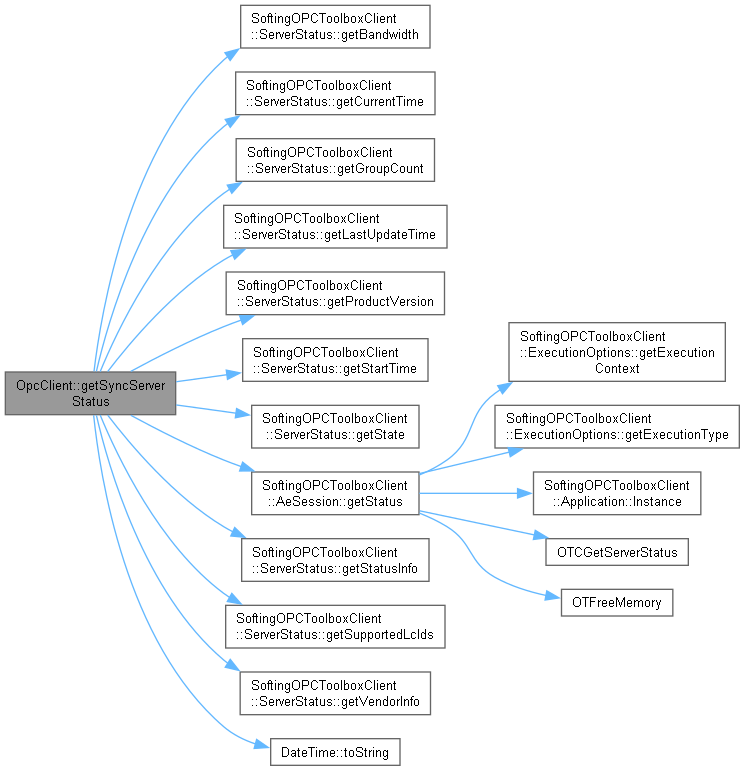 SoftingOPCToolboxClient
::ServerStatus::getBandwidth
SoftingOPCToolboxClient
::ServerStatus::getCurrentTime
SoftingOPCToolboxClient
::ServerStatus::getGroupCount
SoftingOPCToolboxClient
::ServerStatus::getLastUpdateTime
SoftingOPCToolboxClient
::ServerStatus::getProductVersion
SoftingOPCToolboxClient
::ServerStatus::getStartTime
OpcClient::getSyncServer
Status
SoftingOPCToolboxClient
::ServerStatus::getState
SoftingOPCToolboxClient
::AeSession::getStatus
SoftingOPCToolboxClient
::ServerStatus::getStatusInfo
SoftingOPCToolboxClient
::ServerStatus::getSupportedLcIds
SoftingOPCToolboxClient
::ServerStatus::getVendorInfo
DateTime::toString
SoftingOPCToolboxClient
::ExecutionOptions::getExecution
Context
SoftingOPCToolboxClient
::ExecutionOptions::getExecutionType
SoftingOPCToolboxClient
::Application::Instance
OTCGetServerStatus
OTFreeMemory